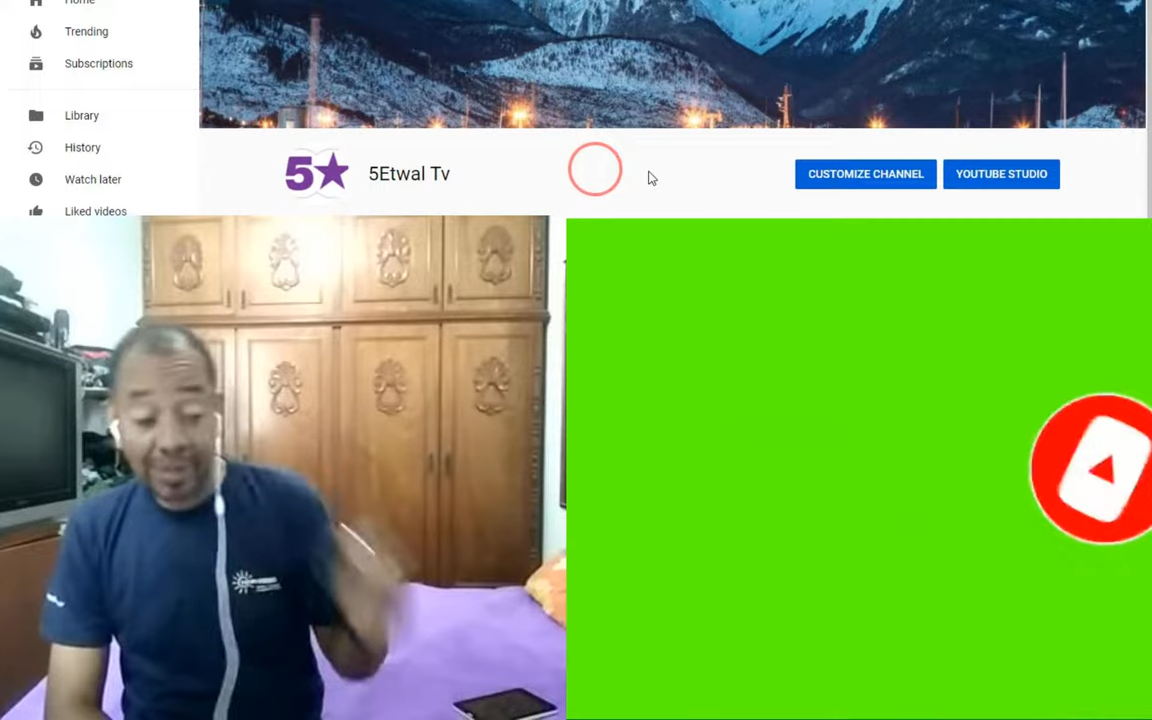 Home
Trending
Subscriptions
Library
History
Watch later
Liked videos
5★
5Etwal Tv
CUSTOMIZE CHANNEL
YOUTUBE STUDIO